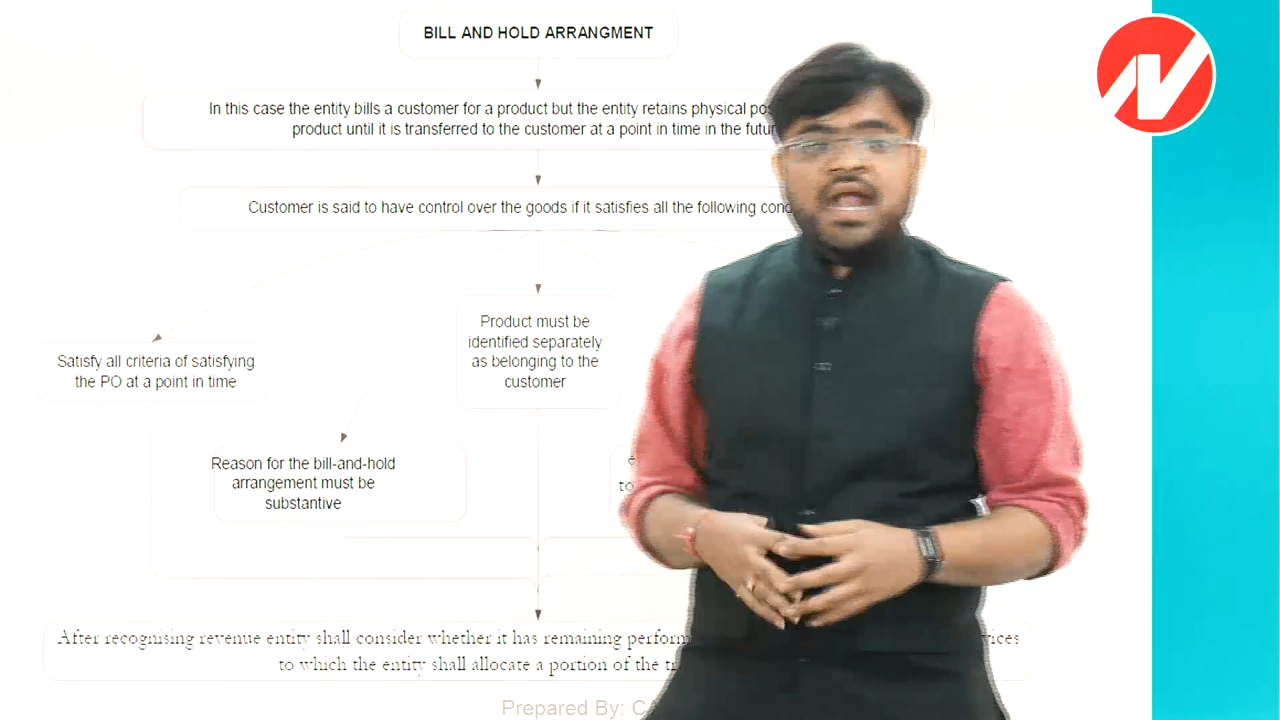 BILL AND HOLD ARRANGMENT
In this case the entity bills a customer for a product but the entity retains physical
product until it is transferred to the customer at a point in time in the
Customer is said to have control over the goods if it satisfies all the following
Product must be
identified separately
as belonging to the
customer
Satisfy all criteria of satisfying
the PO at a point in time
Reason for the bill-and-hold
arrangement must be
substantive
After recognising revenue entity shall consider whether it has remaining
to which the entity shall allocate a portion of the
Prepared By: